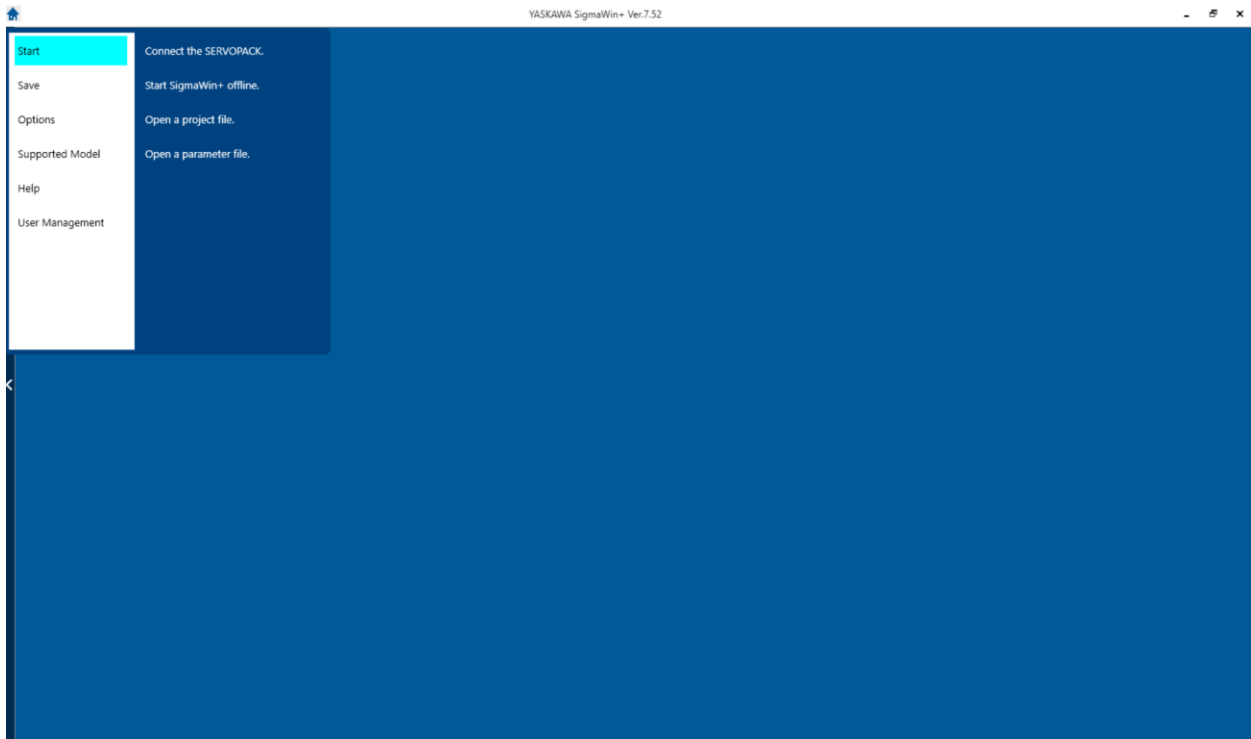 YASKAWA SigmaWin+ Ver.7.52
Start
Save
Options
Supported Model
Help
User Management
Connect the SERVOPACK.
Start SigmaWin+ offline.
Open a project file.
Open a parameter file.